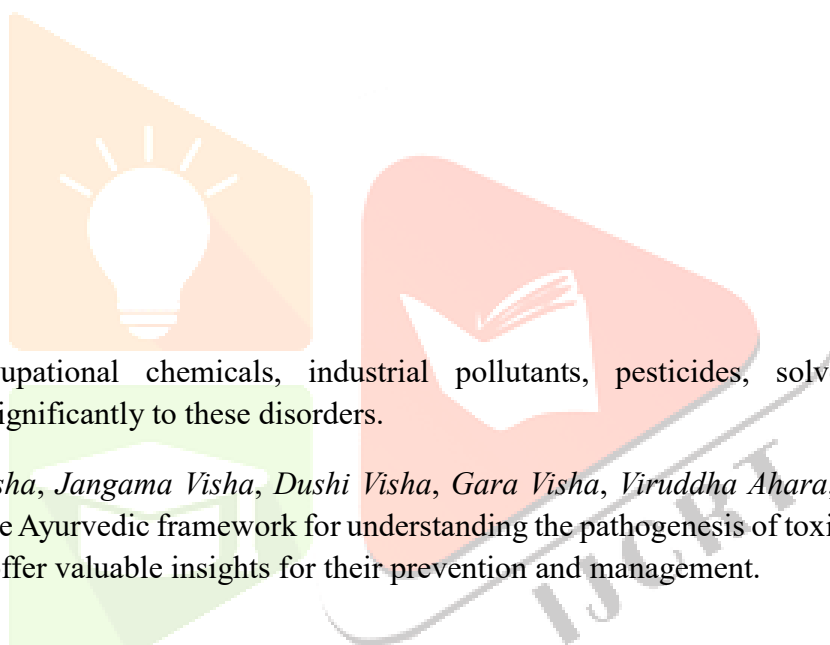 upational chemicals, industrial pollutants, pesticides, solv
ignificantly to these disorders.
sha, Jangama Visha, Dushi Visha, Gara Visha, Viruddha Ahara,
e Ayurvedic framework for understanding the pathogenesis of toxi
ffer valuable insights for their prevention and management.
IJCRT